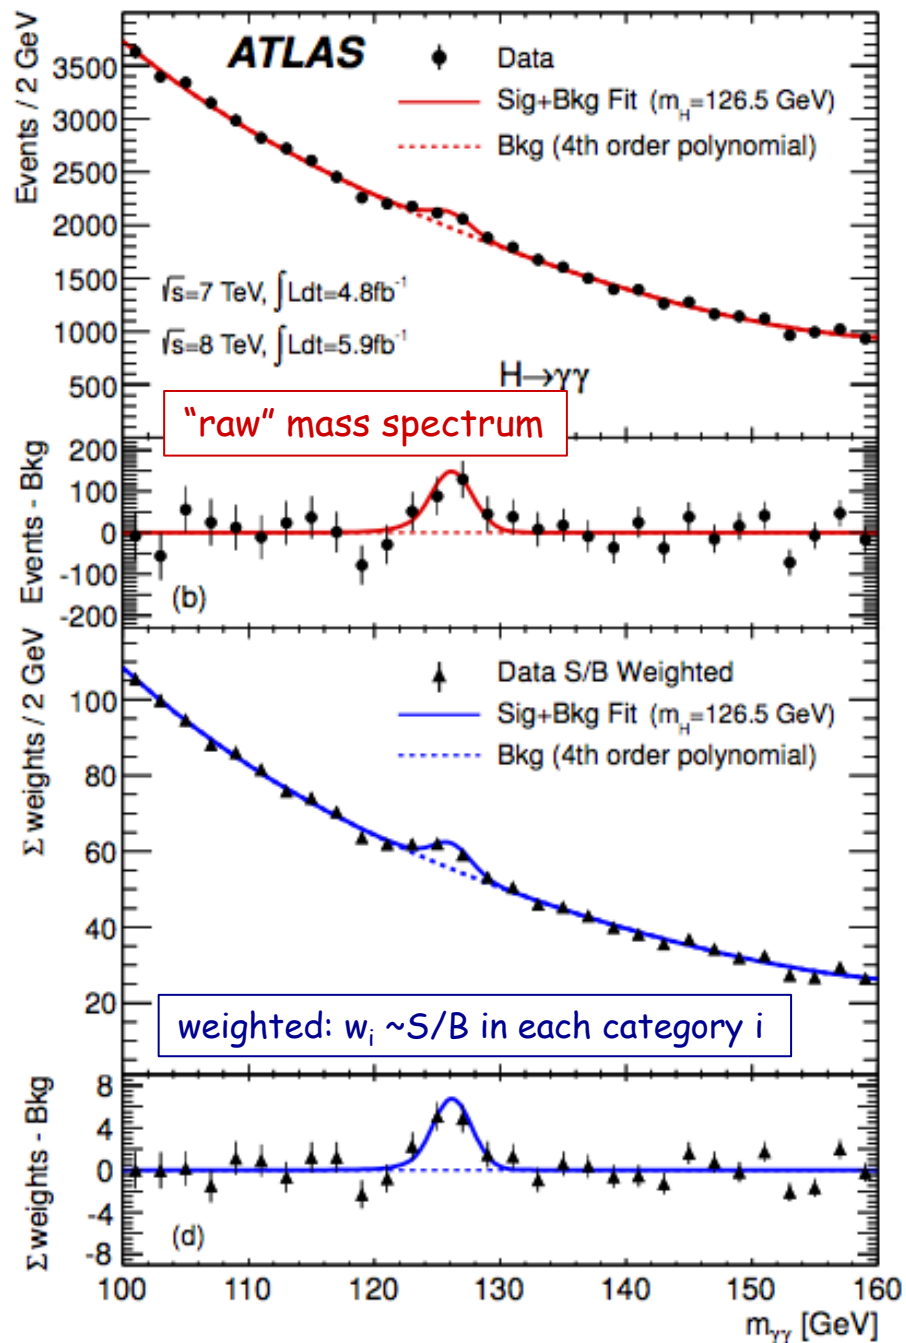 Events / 2 GeV
3500
3000
2500
2000
1500
1000
500
ATLAS
Data
Sig+Bkg Fit (m_H=126.5 GeV)
Bkg (4th order polynomial)
√s=7 TeV, ∫Ldt=4.8fb⁻¹
√s=8 TeV, ∫Ldt=5.9fb⁻¹
H→γγ
“raw” mass spectrum
Events - Bkg
200
100
0
-100
-200
(b)
Σ weights / 2 GeV
100
80
60
40
20
Data S/B Weighted
Sig+Bkg Fit (m_H=126.5 GeV)
Bkg (4th order polynomial)
weighted: wᵢ ~S/B in each category i
Σ weights - Bkg
8
4
0
-4
-8
(d)
100 110 120 130 140 150 160
m_γγ [GeV]